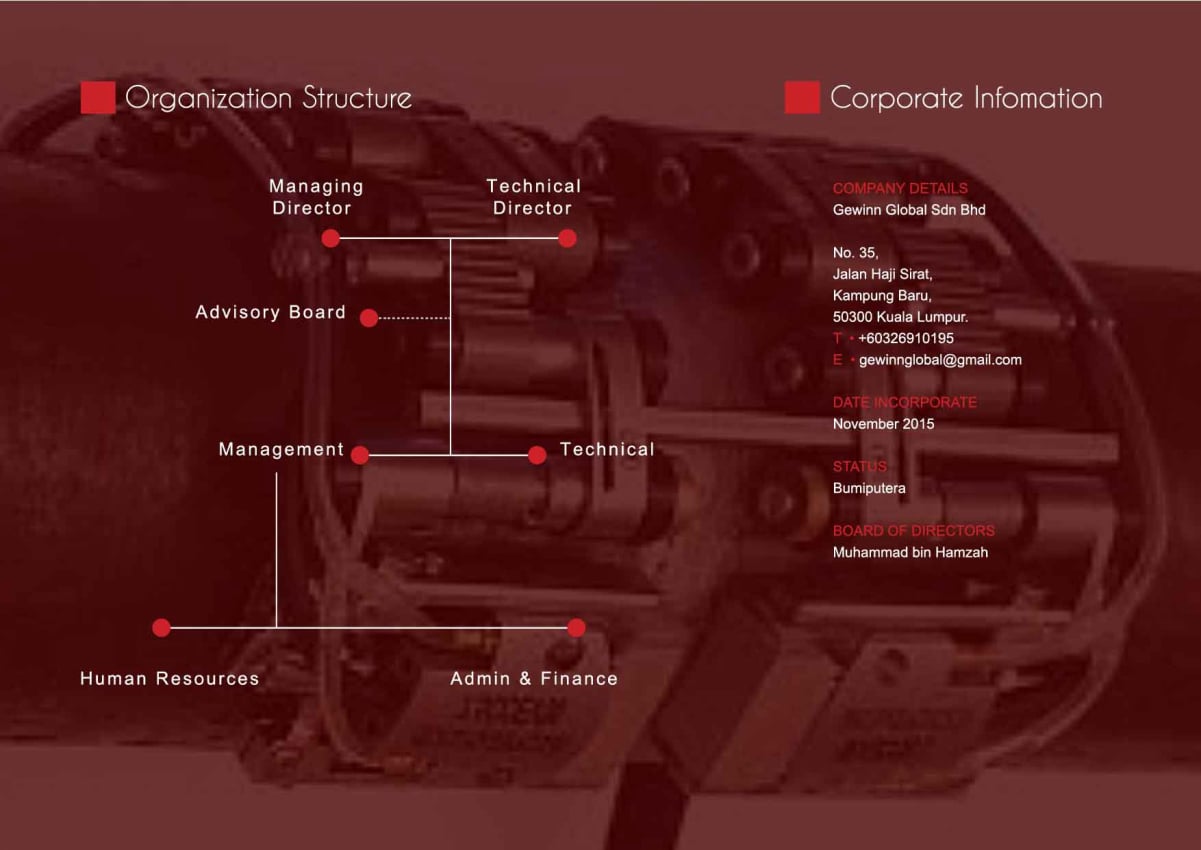 Organization Structure
Managing
Director
Technical
Director
Advisory Board
Management
Technical
Human Resources
Admin & Finance
Corporate Infomation
COMPANY DETAILS
Gewinn Global Sdn Bhd
No. 35,
Jalan Haji Sirat,
Kampung Baru,
50300 Kuala Lumpur.
T • +60326910195
E • gewinnglobal@gmail.com
DATE INCORPORATE
November 2015
STATUS
Bumiputera
BOARD OF DIRECTORS
Muhammad bin Hamzah